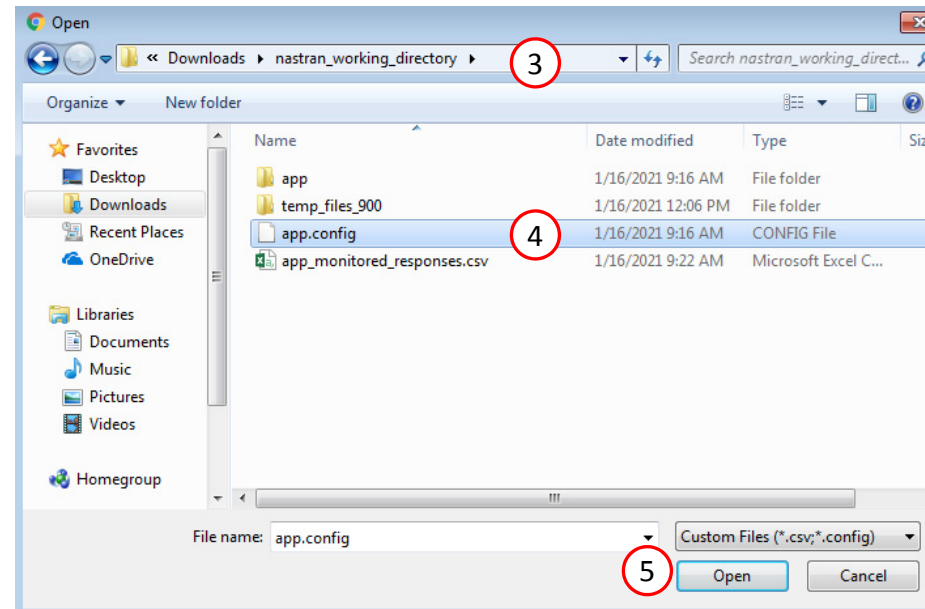 Open
« Downloads ▸ nastran_working_directory ▸ 3 Search nastran_working_direct...
Organize ▾ New folder
Name Date modified Type Siz
Favorites
Desktop app 1/16/2021 9:16 AM File folder
Downloads temp_files_900 1/16/2021 12:06 PM File folder
Recent Places app.config 4 1/16/2021 9:16 AM CONFIG File
OneDrive app_monitored_responses.csv 1/16/2021 9:22 AM Microsoft Excel C...
Libraries
Documents
Music
Pictures
Videos
Homegroup
File name: app.config Custom Files (*.csv;*.config)
5 Open Cancel